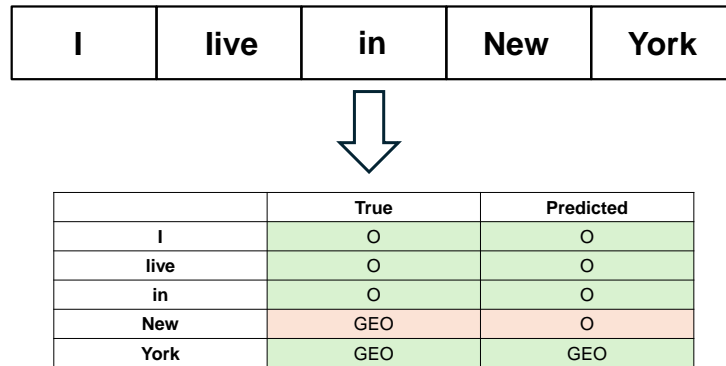 I live in New York
True Predicted
I O O
live O O
in O O
New GEO O
York GEO GEO